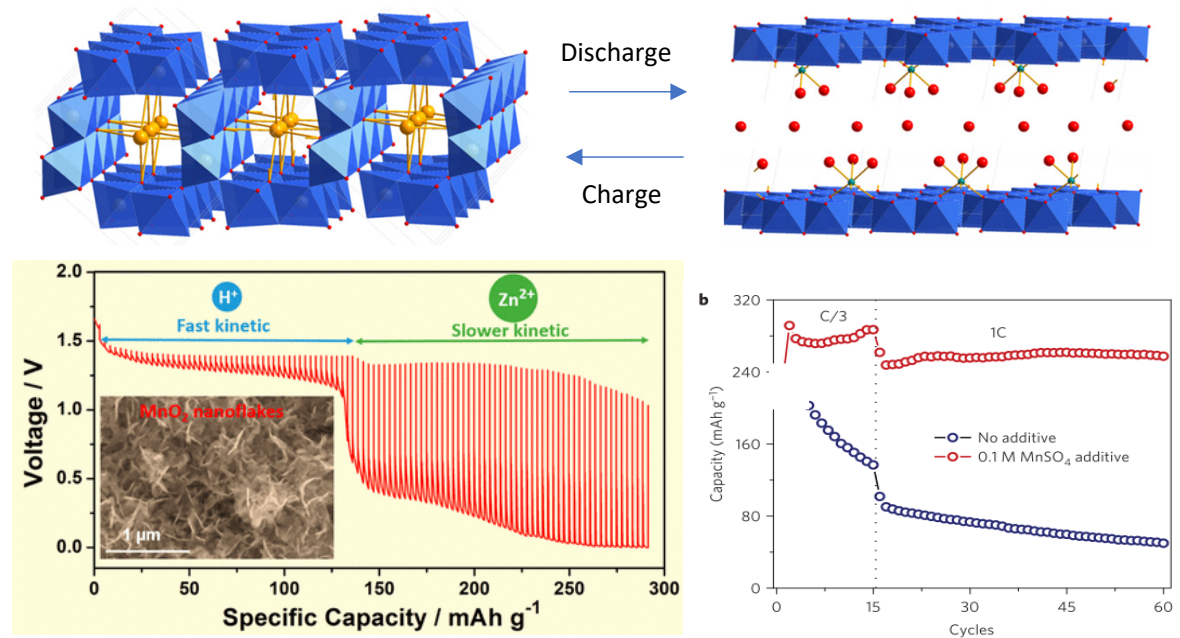 Discharge
Charge
H⁺
Zn²⁺
Fast kinetic
Slower kinetic
2.0
1.5
1.0
0.5
0.0
Voltage / V
MnO₂ nanoflakes
1 µm
0
50
100
150
200
250
300
Specific Capacity / mAh g⁻¹
b
320
240
160
80
0
Capacity (mAh g⁻¹)
C/3
1C
No additive
0.1 M MnSO₄ additive
0
15
30
45
60
Cycles